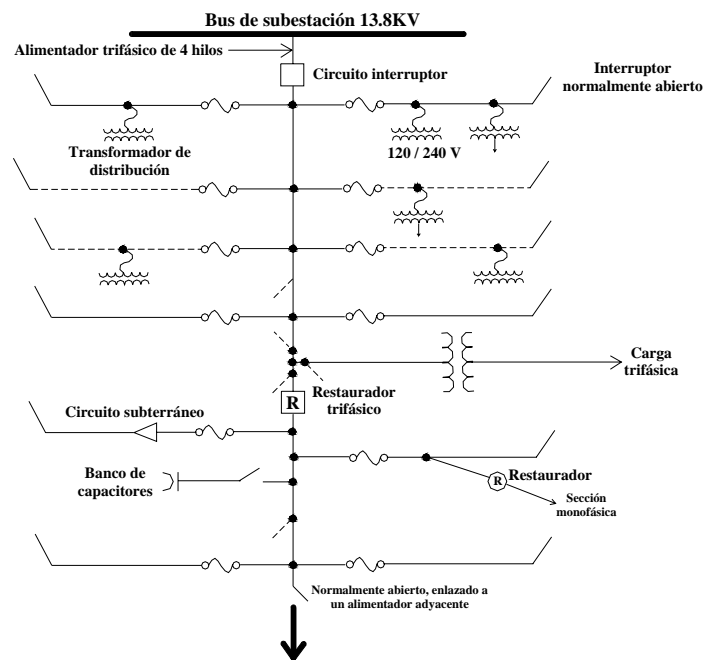 Bus de subestación 13.8KV
Alimentador trifásico de 4 hilos
Circuito interruptor
Interruptor
normalmente abierto
Transformador de
distribución
120 / 240 V
Carga
trifásica
Restaurador
trifásico
R
Circuito subterráneo
Banco de
capacitores
R
Restaurador
Sección
monofásica
Normalmente abierto, enlazado a
un alimentador adyacente